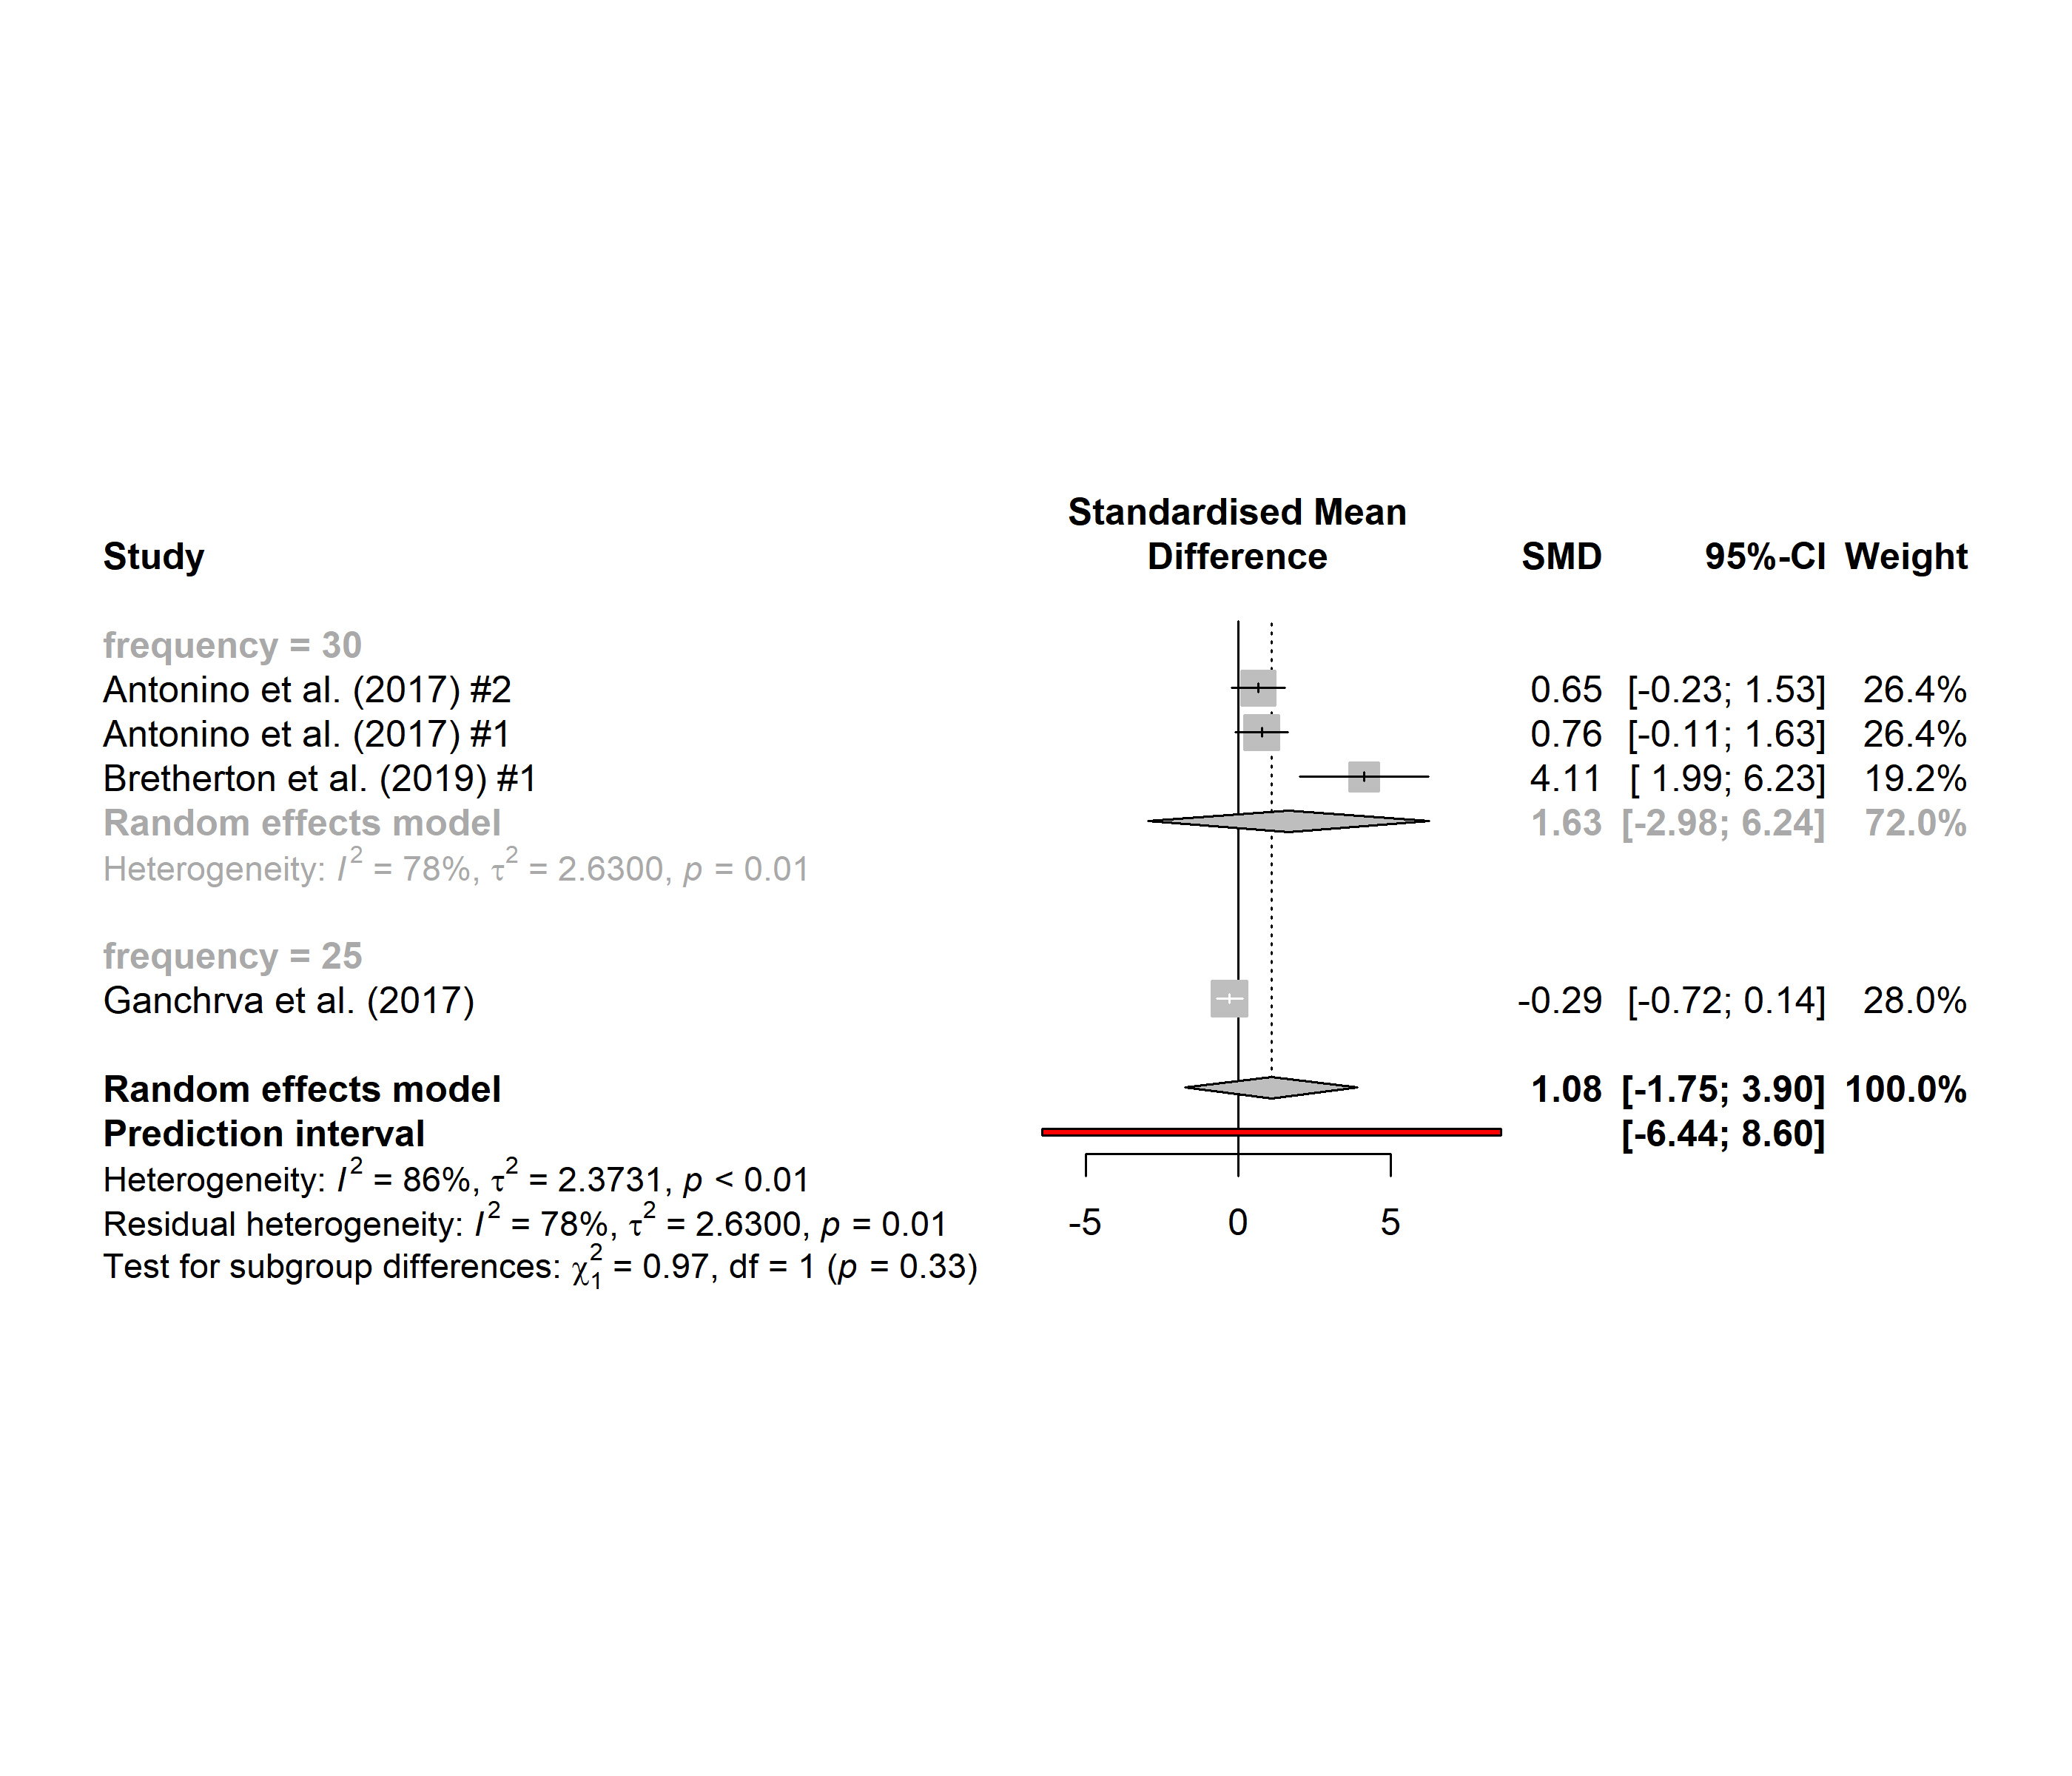 Standardised Mean
Study Difference SMD 95%-CI Weight
frequency = 30
Antonino et al. (2017) #2 0.65 [-0.23; 1.53] 26.4%
Antonino et al. (2017) #1 0.76 [-0.11; 1.63] 26.4%
Bretherton et al. (2019) #1 4.11 [ 1.99; 6.23] 19.2%
Random effects model 1.63 [-2.98; 6.24] 72.0%
Heterogeneity: I² = 78%, τ² = 2.6300, p = 0.01
frequency = 25
Ganchrva et al. (2017) -0.29 [-0.72; 0.14] 28.0%
Random effects model 1.08 [-1.75; 3.90] 100.0%
Prediction interval [-6.44; 8.60]
Heterogeneity: I² = 86%, τ² = 2.3731, p < 0.01
Residual heterogeneity: I² = 78%, τ² = 2.6300, p = 0.01
-5 0 5
Test for subgroup differences: χ²₁ = 0.97, df = 1 (p = 0.33)